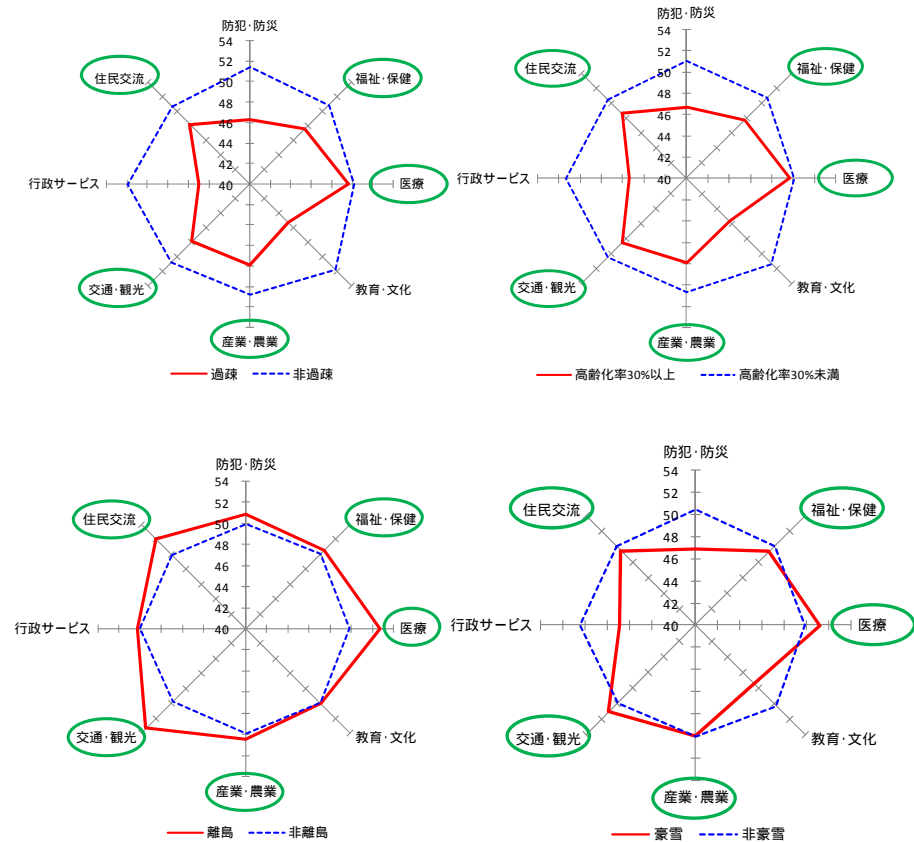 防犯・防災
54
52
50
48
46
44
42
40
福祉・保健
医療
教育・文化
産業・農業
交通・観光
行政サービス
住民交流
過疎 非過疎
防犯・防災
54
52
50
48
46
44
42
40
福祉・保健
医療
教育・文化
産業・農業
交通・観光
行政サービス
住民交流
高齢化率30%以上 高齢化率30%未満
防犯・防災
54
52
50
48
46
44
42
40
福祉・保健
医療
教育・文化
産業・農業
交通・観光
行政サービス
住民交流
離島 非離島
防犯・防災
54
52
50
48
46
44
42
40
福祉・保健
医療
教育・文化
産業・農業
交通・観光
行政サービス
住民交流
豪雪 非豪雪